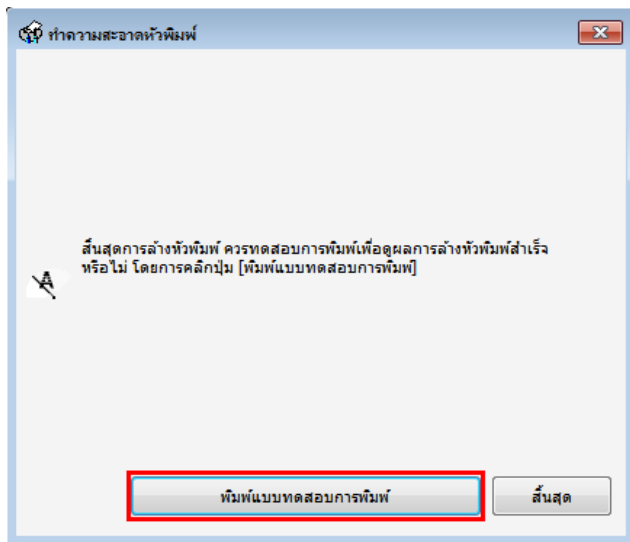 ทำความสะอาดหัวพิมพ์
สิ้นสุดการล้างหัวพิมพ์ ควรทดสอบการพิมพ์เพื่อดูผลการล้างหัวพิมพ์สำเร็จ
หรือไม่ โดยการคลิกปุ่ม [พิมพ์แบบทดสอบการพิมพ์]
พิมพ์แบบทดสอบการพิมพ์
สิ้นสุด